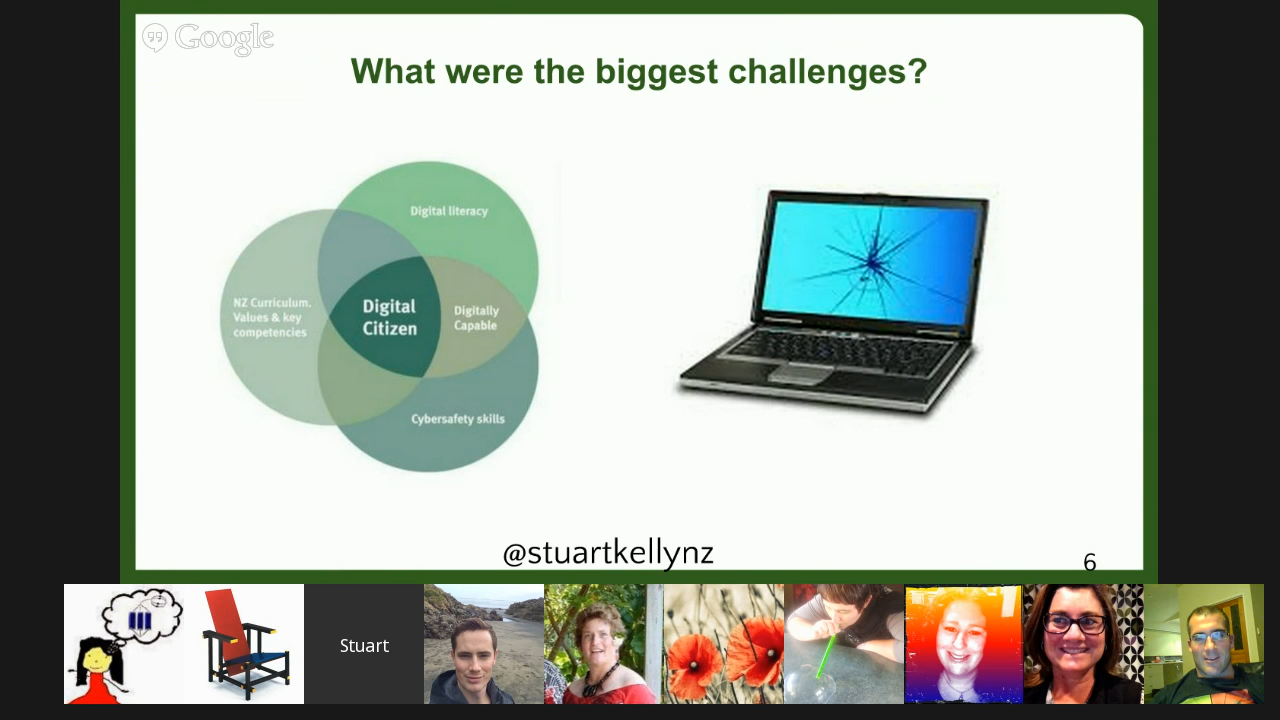 Google
What were the biggest challenges?
Digital literacy
NZ Curriculum.
Values & key
competencies
Digital
Citizen
Digitally
Capable
Cybersafety skills
@stuartkellynz
6
Stuart